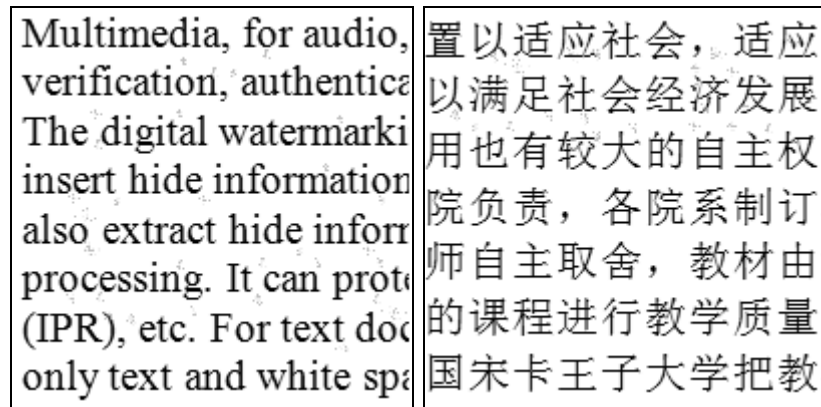 Multimedia, for audio,
verification, authentica
The digital watermarki
insert hide information
also extract hide inforr
processing. It can prote
(IPR), etc. For text doc
only text and white spa
置以适应社会，适应
以满足社会经济发展
用也有较大的自主权
院负责，各院系制订
师自主取舍，教材由
的课程进行教学质量
国宋卡王子大学把教